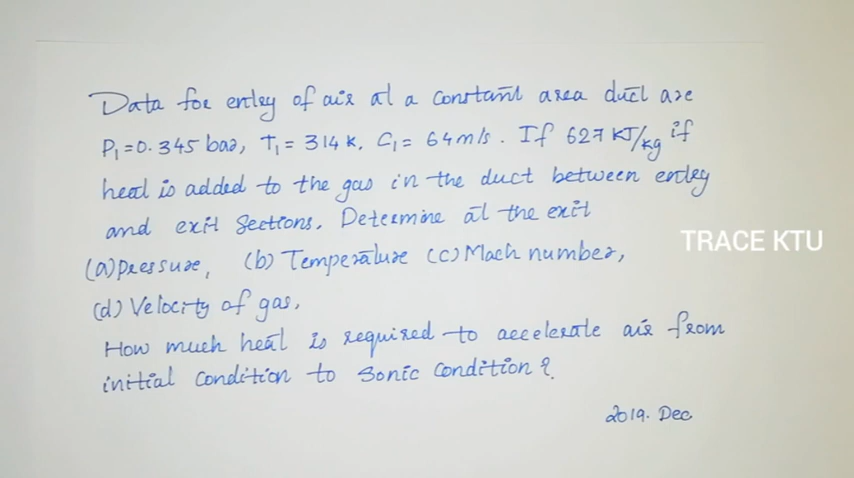 Data for entry of air at a constant area duct are
P₁=0.345 bar, T₁= 314 K, C₁= 64 m/s. If 627 KJ/kg if
heat is added to the gas in the duct between entry
and exit Sections. Determine at the exit
(a) Pressure, (b) Temperature (c) Mach number,
TRACE KTU
(d) Velocity of gas.
How much heat is required to accelerate air from
initial condition to Sonic Condition?
2019. Dec